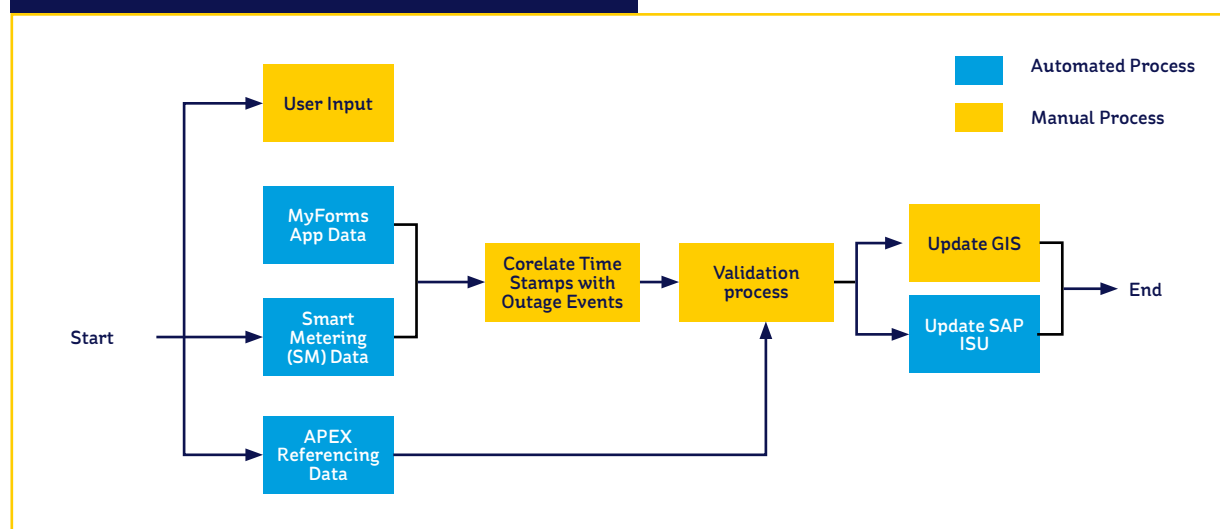 Automated Process
Manual Process
User Input
MyForms
App Data
Start
Smart
Metering
(SM) Data
APEX
Referencing
Data
Corelate Time
Stamps with
Outage Events
Validation
process
Update GIS
Update SAP
ISU
End